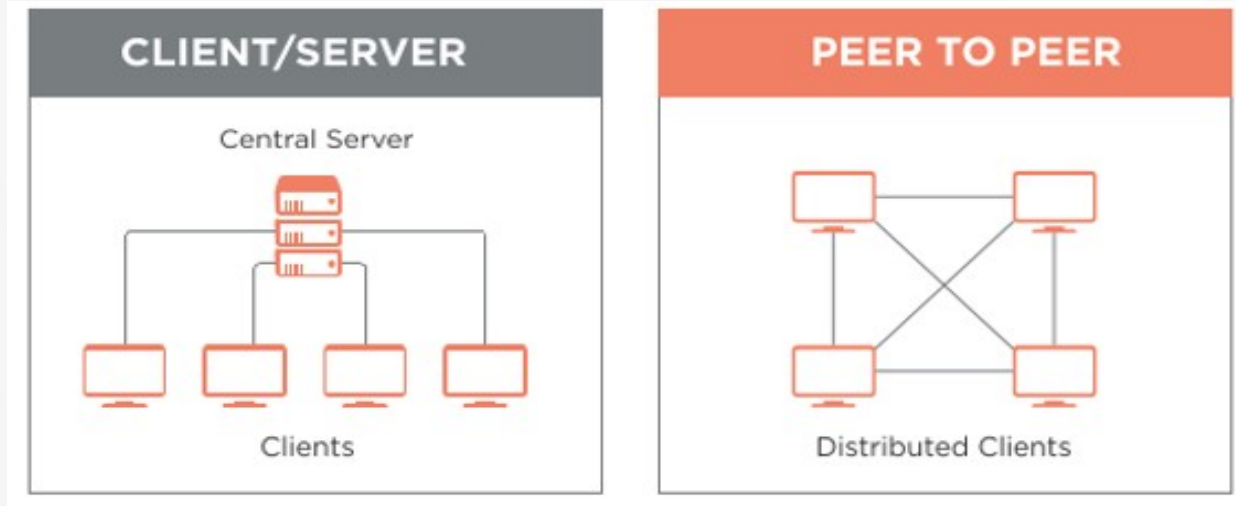 CLIENT/SERVER
Central Server
Clients
PEER TO PEER
Distributed Clients